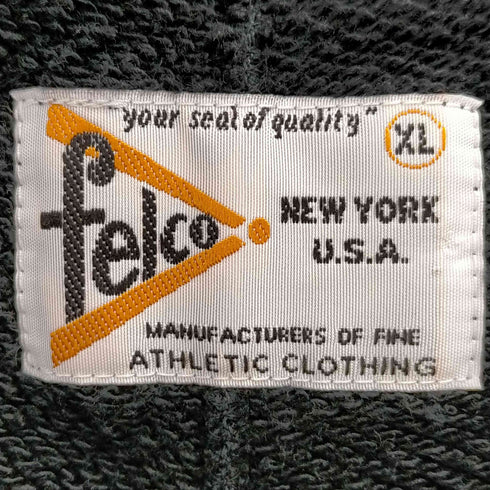 "your seal of quality"
XL
felco
NEW YORK
U.S.A.
MANUFACTURERS OF FINE
ATHLETIC CLOTHING